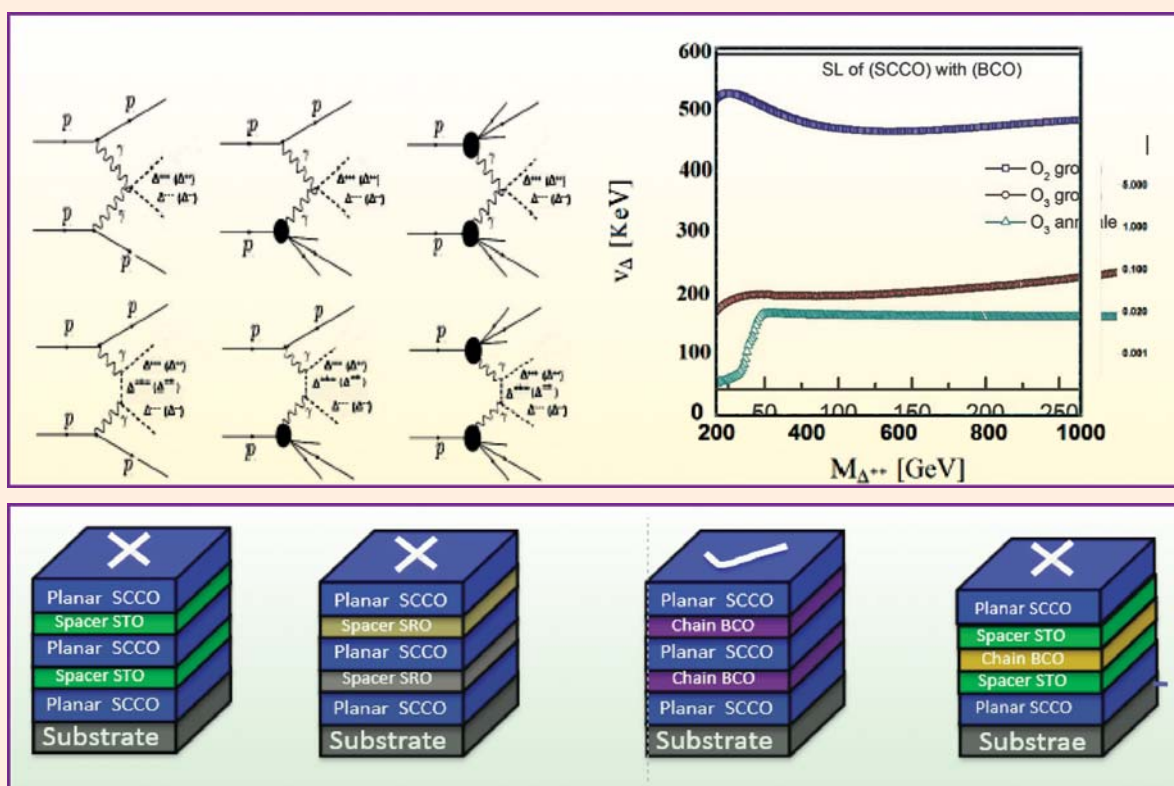 p
p
γ
γ
p
p
Δ⁻⁻⁻ (Δ⁻⁻)
p
p
γ
γ
p
p
γ
γ
p
p
p
p
γ
γ
p
p
p
γ
γ
p
p
γ
γ
p
SL of (SCCO) with (BCO)
O₂ gro
O₃ gro
O₃ ann ale
600
500
400
300
200
100
0
v_Δ [KeV]
5.000
1.000
0.100
0.020
0.001
50 100 150 200 250
200 400 600 800 1000
M_Δ⁺⁺ [GeV]
Planar SCCO
Spacer STO
Planar SCCO
Spacer STO
Planar SCCO
Substrate
Planar SCCO
Spacer SRO
Planar SCCO
Spacer SRO
Planar SCCO
Substrate
Planar SCCO
Chain BCO
Planar SCCO
Chain BCO
Planar SCCO
Substrate
Planar SCCO
Spacer STO
Chain BCO
Spacer STO
Planar SCCO
Substrae